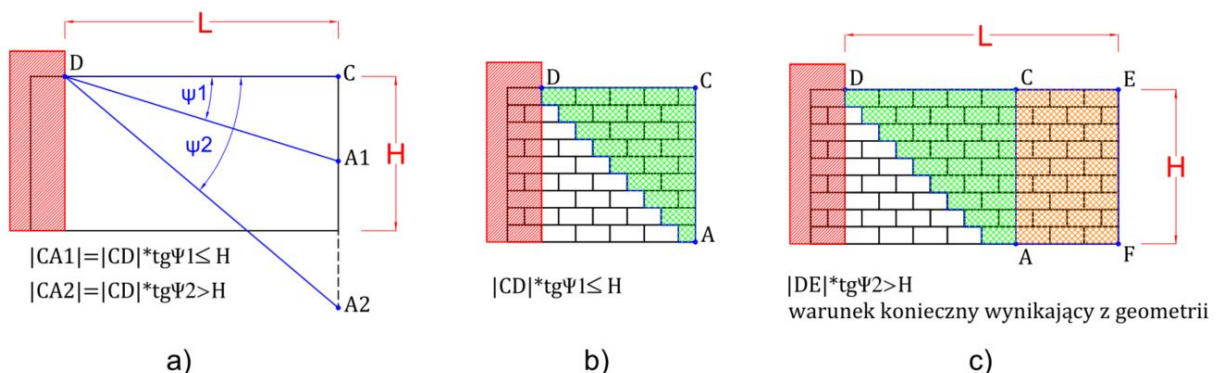 L
D
C
ψ1
ψ2
A1
H
|CA1|=|CD|*tgΨ1≤ H
|CA2|=|CD|*tgΨ2>H
A2
a)
D
C
A
|CD|*tgΨ1≤ H
b)
L
D
C
E
H
A
F
|DE|*tgΨ2>H
warunek konieczny wynikający z geometrii
c)